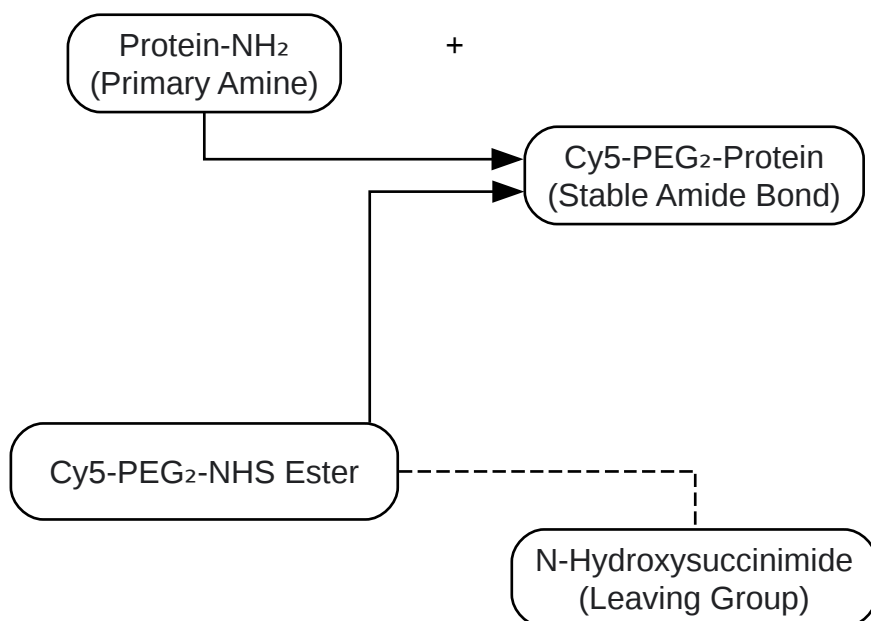 Protein-NH₂
(Primary Amine)
+
Cy5-PEG₂-Protein
(Stable Amide Bond)
Cy5-PEG₂-NHS Ester
N-Hydroxysuccinimide
(Leaving Group)